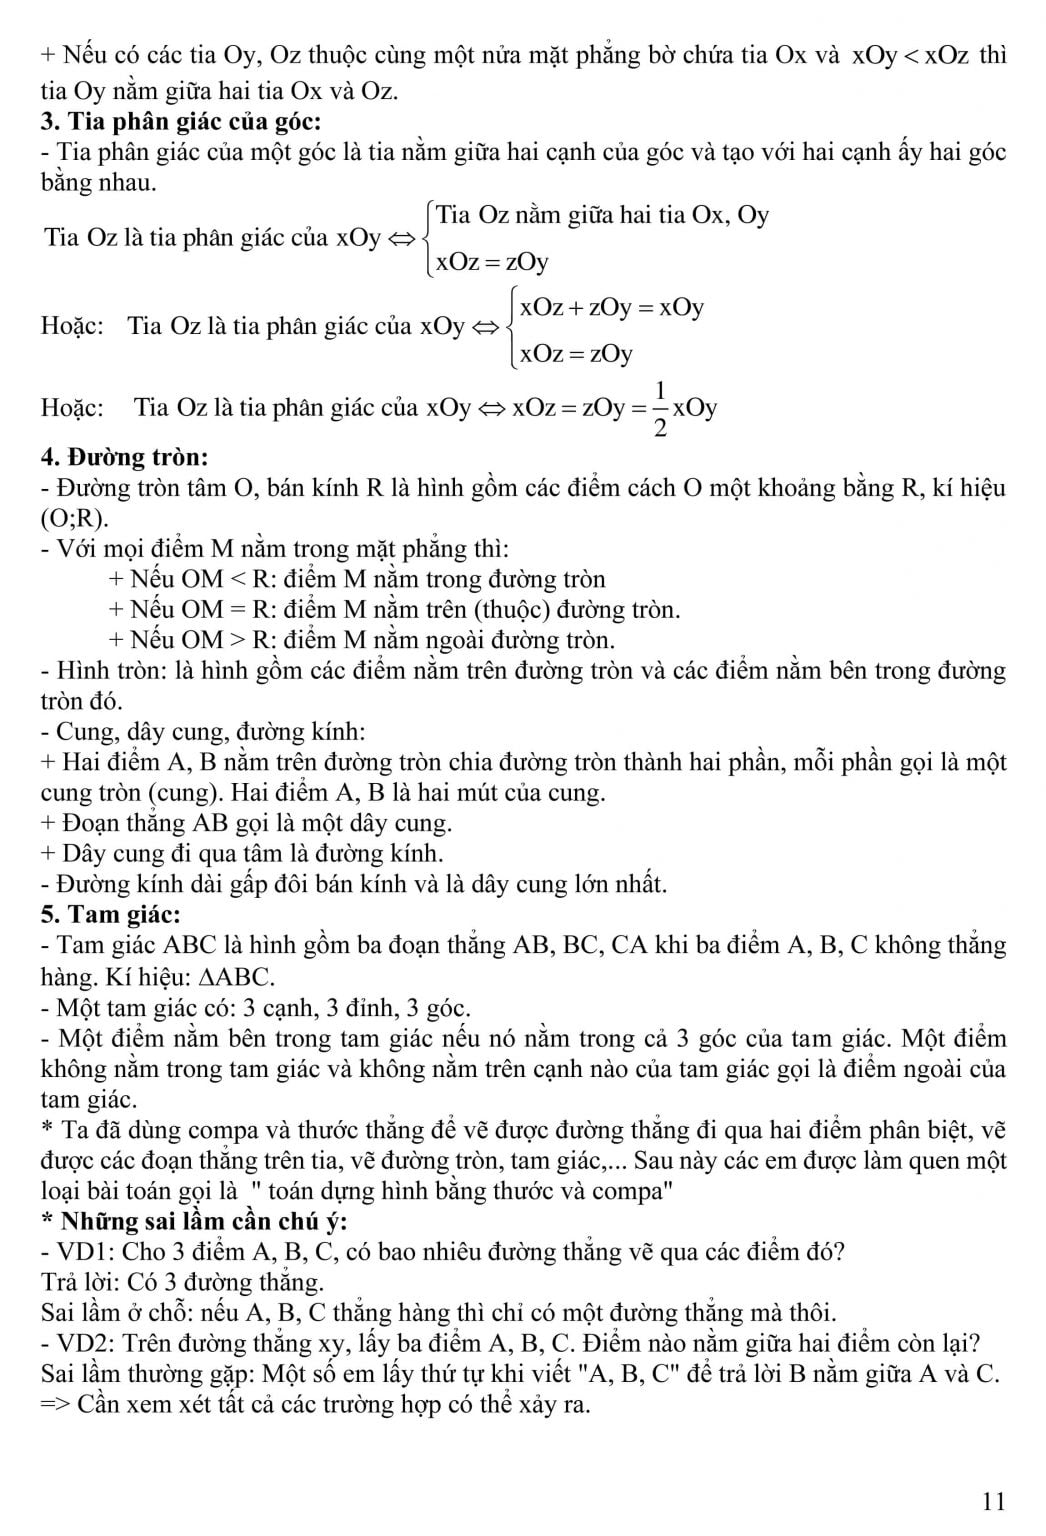 + Nếu có các tia Oy, Oz thuộc cùng một nửa mặt phẳng bờ chứa tia Ox và xOy < xOz thì
tia Oy nằm giữa hai tia Ox và Oz.
3. Tia phân giác của góc:
- Tia phân giác của một góc là tia nằm giữa hai cạnh của góc và tạo với hai cạnh ấy hai góc
bằng nhau.
Tia Oz là tia phân giác của xOy ⇔ { Tia Oz nằm giữa hai tia Ox, Oy
xOz = zOy
Hoặc: Tia Oz là tia phân giác của xOy ⇔ { xOz + zOy = xOy
xOz = zOy
Hoặc: Tia Oz là tia phân giác của xOy ⇔ xOz = zOy = 1/2 xOy
4. Đường tròn:
- Đường tròn tâm O, bán kính R là hình gồm các điểm cách O một khoảng bằng R, kí hiệu
(O;R).
- Với mọi điểm M nằm trong mặt phẳng thì:
+ Nếu OM < R: điểm M nằm trong đường tròn
+ Nếu OM = R: điểm M nằm trên (thuộc) đường tròn.
+ Nếu OM > R: điểm M nằm ngoài đường tròn.
- Hình tròn: là hình gồm các điểm nằm trên đường tròn và các điểm nằm bên trong đường
tròn đó.
- Cung, dây cung, đường kính:
+ Hai điểm A, B nằm trên đường tròn chia đường tròn thành hai phần, mỗi phần gọi là một
cung tròn (cung). Hai điểm A, B là hai mút của cung.
+ Đoạn thẳng AB gọi là một dây cung.
+ Dây cung đi qua tâm là đường kính.
- Đường kính dài gấp đôi bán kính và là dây cung lớn nhất.
5. Tam giác:
- Tam giác ABC là hình gồm ba đoạn thẳng AB, BC, CA khi ba điểm A, B, C không thẳng
hàng. Kí hiệu: ΔABC.
- Một tam giác có: 3 cạnh, 3 đỉnh, 3 góc.
- Một điểm nằm bên trong tam giác nếu nó nằm trong cả 3 góc của tam giác. Một điểm
không nằm trong tam giác và không nằm trên cạnh nào của tam giác gọi là điểm ngoài của
tam giác.
* Ta đã dùng compa và thước thẳng để vẽ được đường thẳng đi qua hai điểm phân biệt, vẽ
được các đoạn thẳng trên tia, vẽ đường tròn, tam giác,... Sau này các em được làm quen một
loại bài toán gọi là " toán dựng hình bằng thước và compa"
* Những sai lầm cần chú ý:
- VD1: Cho 3 điểm A, B, C, có bao nhiêu đường thẳng vẽ qua các điểm đó?
Trả lời: Có 3 đường thẳng.
Sai lầm ở chỗ: nếu A, B, C thẳng hàng thì chỉ có một đường thẳng mà thôi.
- VD2: Trên đường thẳng xy, lấy ba điểm A, B, C. Điểm nào nằm giữa hai điểm còn lại?
Sai lầm thường gặp: Một số em lấy thứ tự khi viết "A, B, C" để trả lời B nằm giữa A và C.
=> Cần xem xét tất cả các trường hợp có thể xảy ra.
11